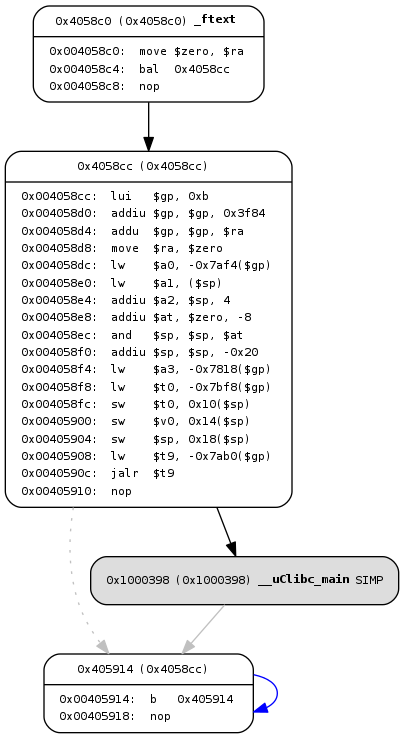 0x4058c0 (0x4058c0) _ftext
0x004058c0: move $zero, $ra
0x004058c4: bal 0x4058cc
0x004058c8: nop
0x4058cc (0x4058cc)
0x004058cc: lui $gp, 0xb
0x004058d0: addiu $gp, $gp, 0x3f84
0x004058d4: addu $gp, $gp, $ra
0x004058d8: move $ra, $zero
0x004058dc: lw $a0, -0x7af4($gp)
0x004058e0: lw $a1, ($sp)
0x004058e4: addiu $a2, $sp, 4
0x004058e8: addiu $at, $zero, -8
0x004058ec: and $sp, $sp, $at
0x004058f0: addiu $sp, $sp, -0x20
0x004058f4: lw $a3, -0x7818($gp)
0x004058f8: lw $t0, -0x7bf8($gp)
0x004058fc: sw $t0, 0x10($sp)
0x00405900: sw $v0, 0x14($sp)
0x00405904: sw $sp, 0x18($sp)
0x00405908: lw $t9, -0x7ab0($gp)
0x0040590c: jalr $t9
0x00405910: nop
0x1000398 (0x1000398) __uClibc_main SIMP
0x405914 (0x4058cc)
0x00405914: b 0x405914
0x00405918: nop